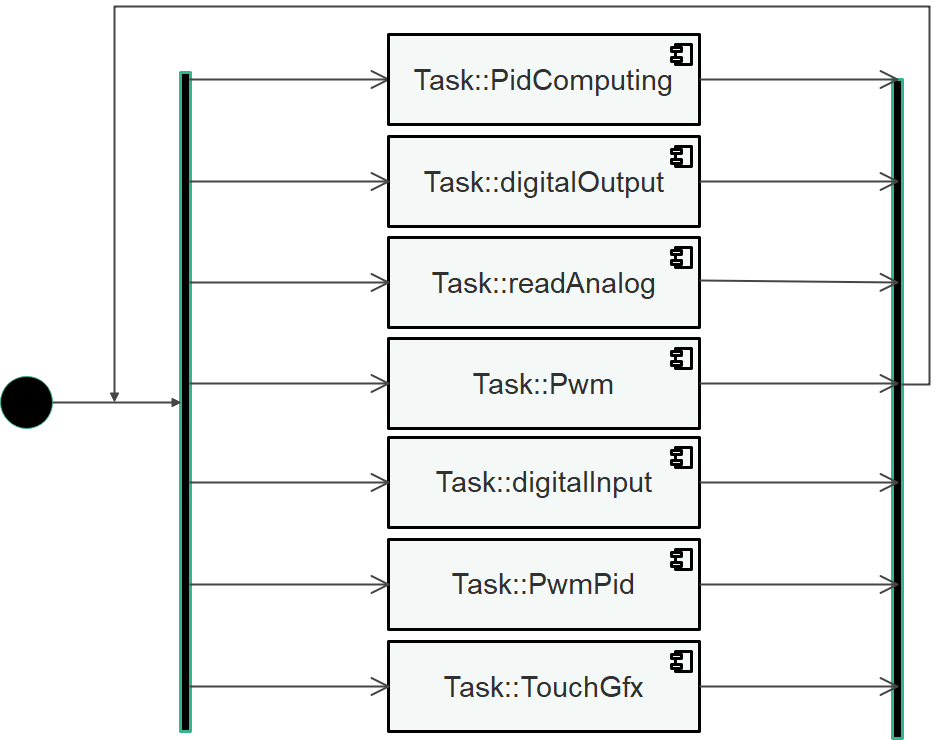 Task::PidComputing
Task::digitalOutput
Task::readAnalog
Task::Pwm
Task::digitalInput
Task::PwmPid
Task::TouchGfx